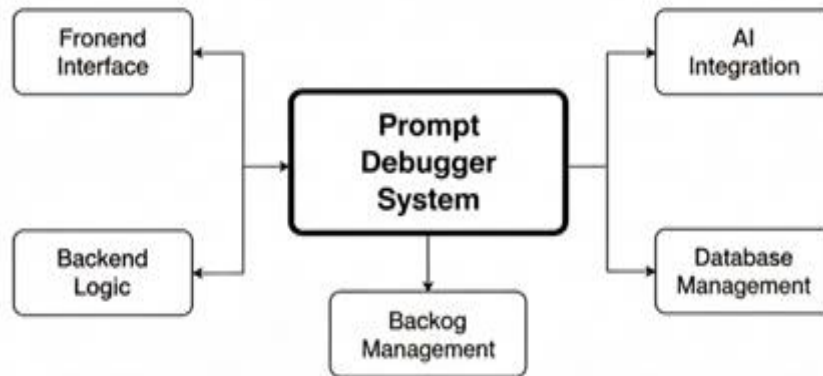 Fronend
Interface
AI
Integration
Prompt
Debugger
System
Backend
Logic
Database
Management
Backog
Management